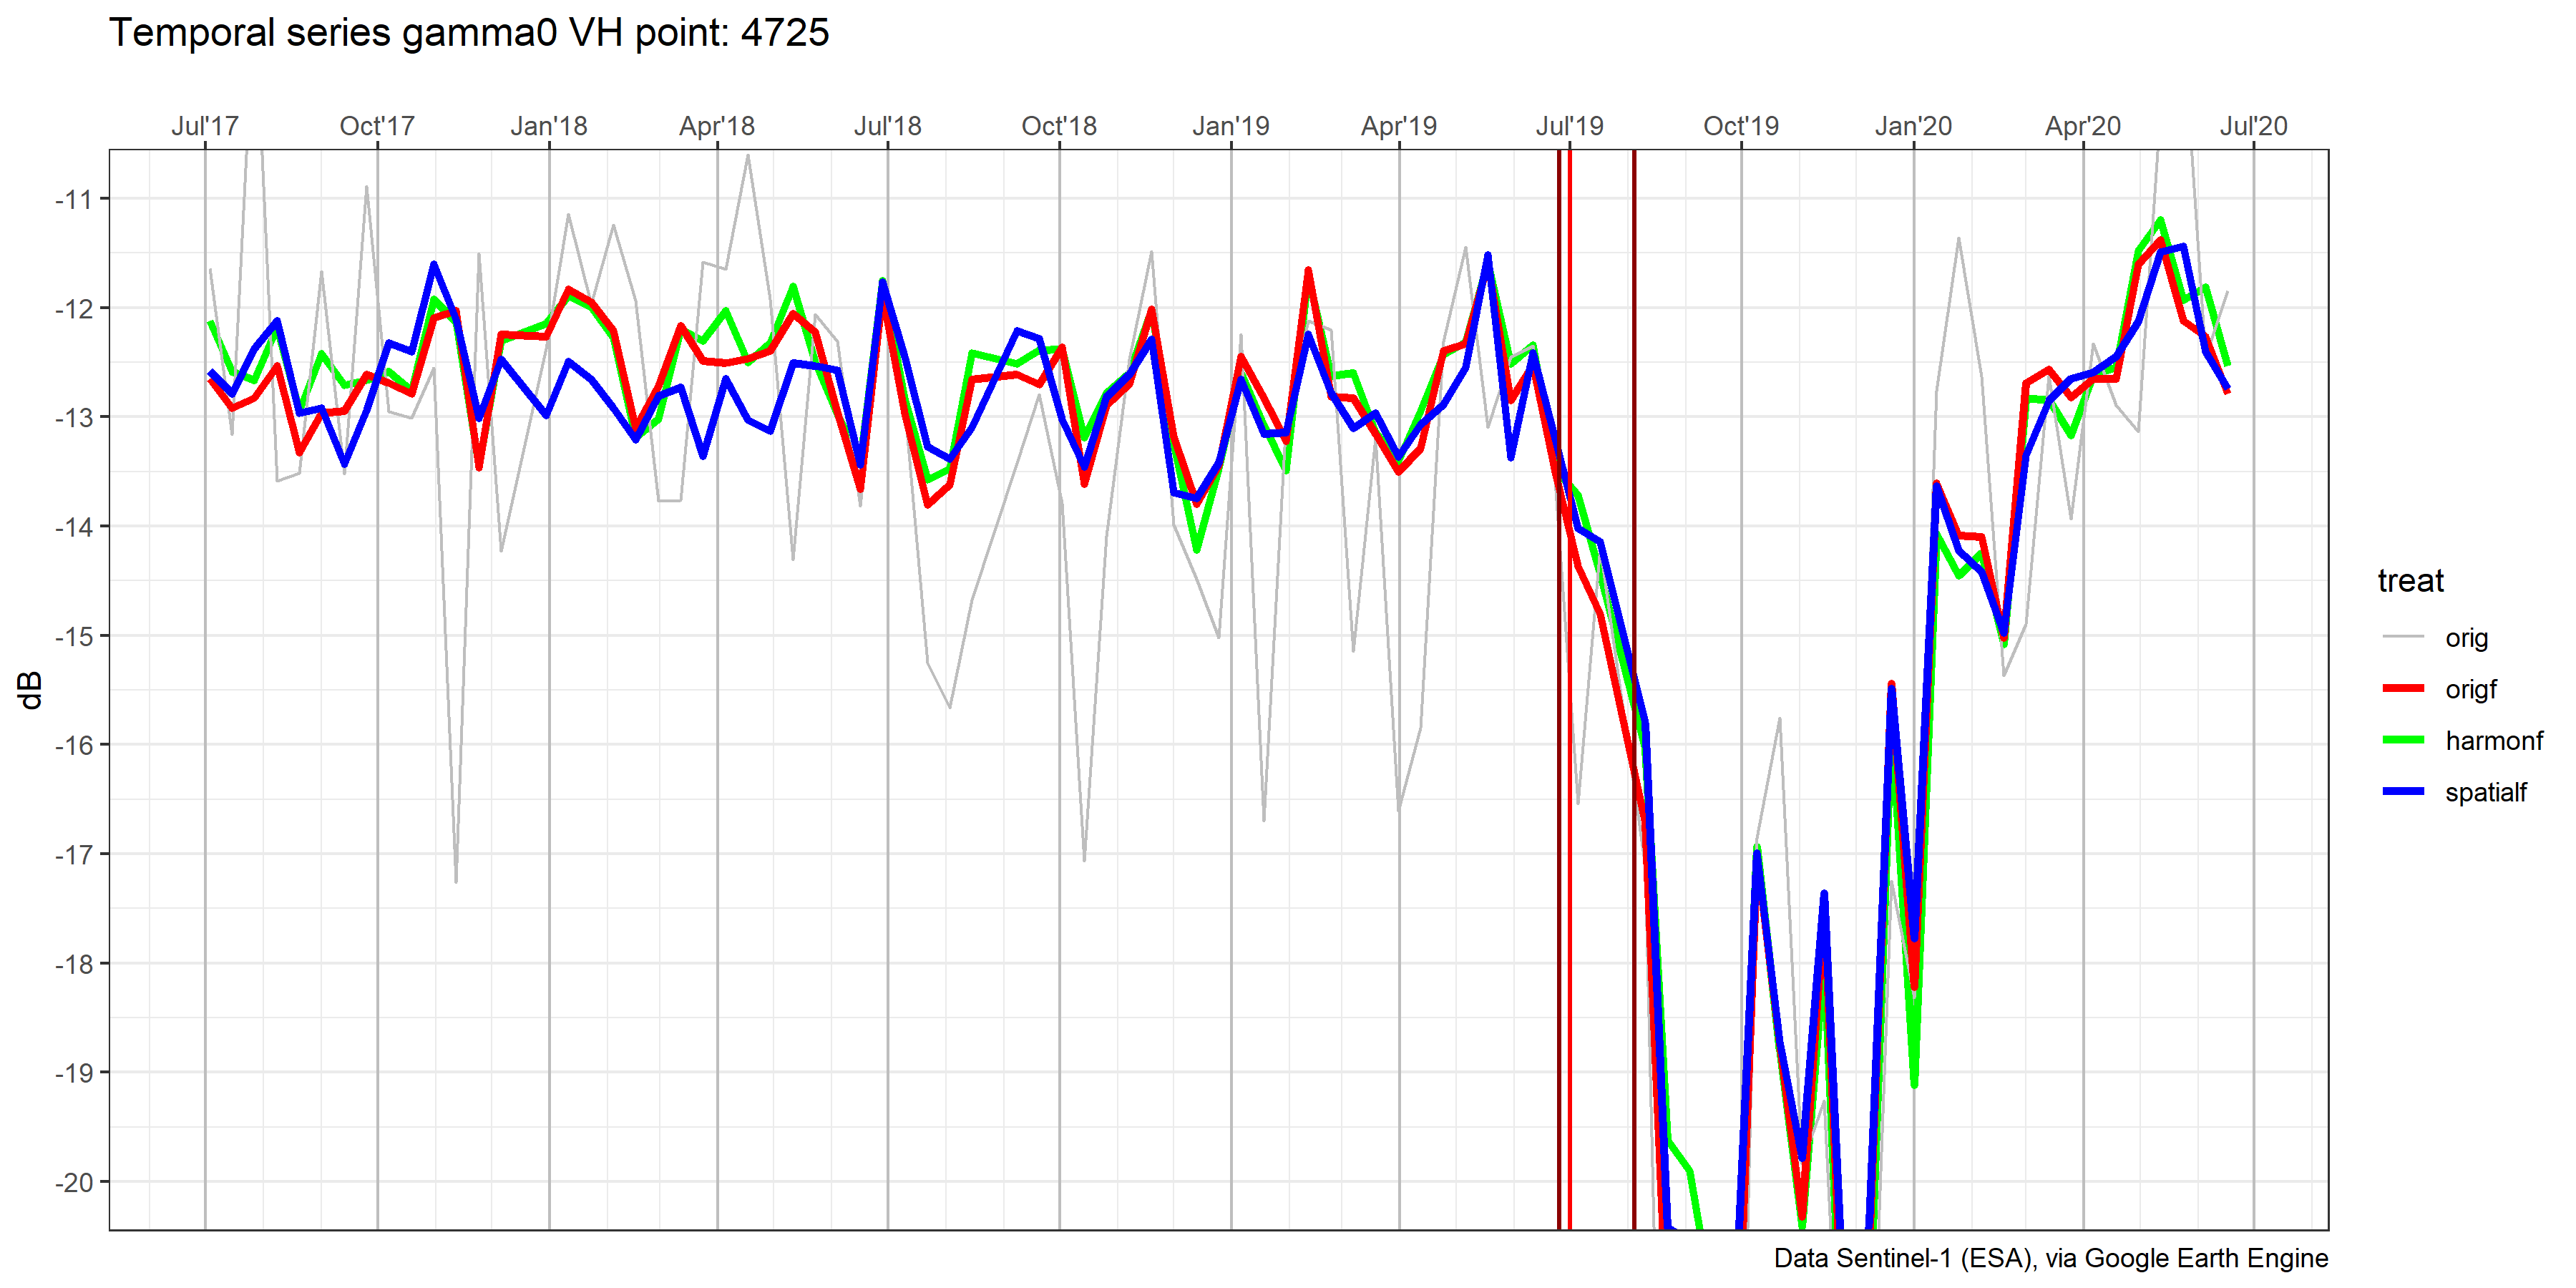 Temporal series gamma0 VH point: 4725
Jul'17 Oct'17 Jan'18 Apr'18 Jul'18 Oct'18 Jan'19 Apr'19 Jul'19 Oct'19 Jan'20 Apr'20 Jul'20
-11
-12
-13
-14
-15
-16
-17
-18
-19
-20
dB
treat
orig
origf
harmonf
spatialf
Data Sentinel-1 (ESA), via Google Earth Engine